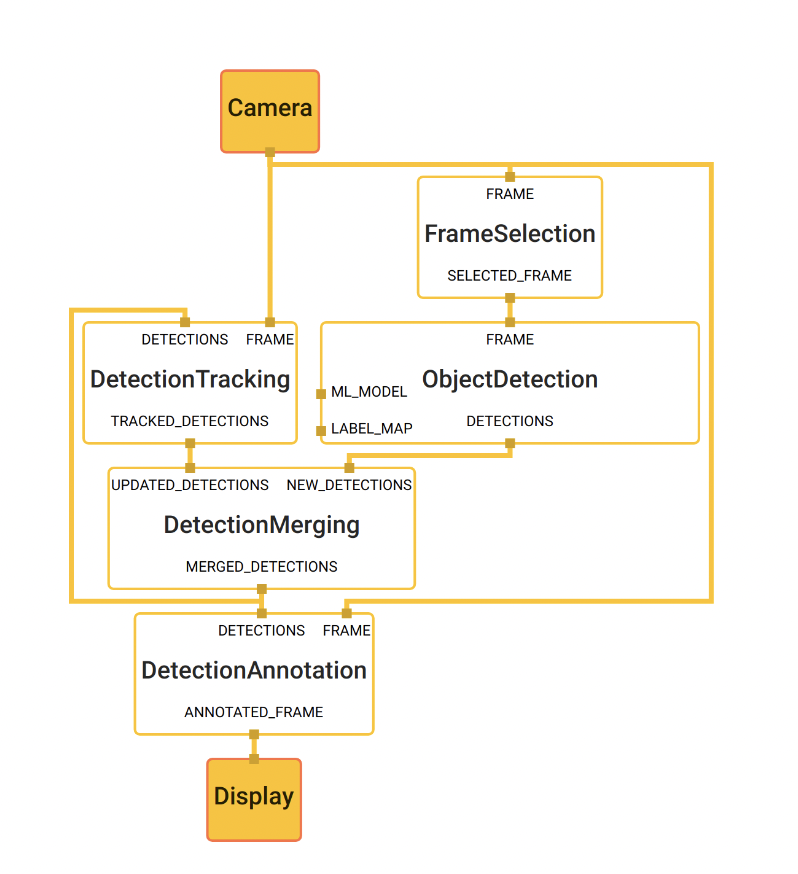 Camera
FRAME
FrameSelection
SELECTED_FRAME
DETECTIONS FRAME
DetectionTracking
TRACKED_DETECTIONS
FRAME
ObjectDetection
ML_MODEL
LABEL_MAP
DETECTIONS
UPDATED_DETECTIONS NEW_DETECTIONS
DetectionMerging
MERGED_DETECTIONS
DETECTIONS FRAME
DetectionAnnotation
ANNOTATED_FRAME
Display